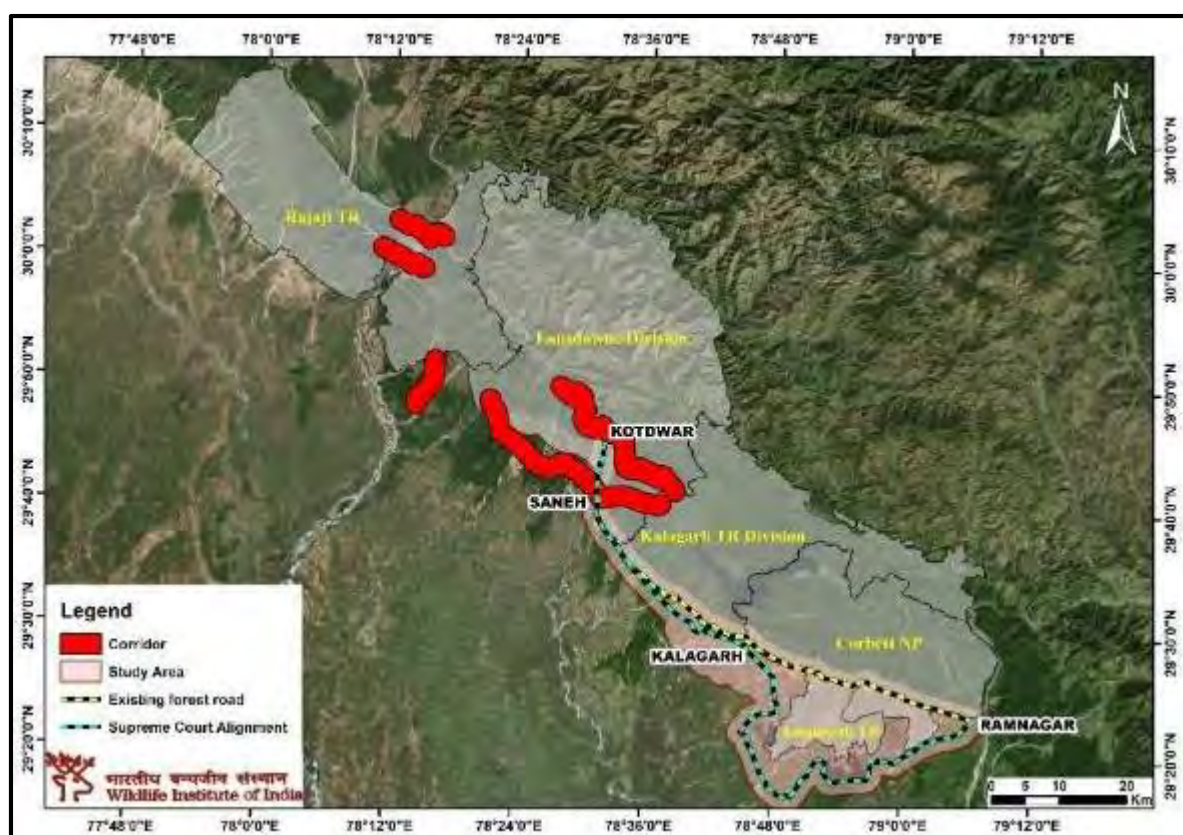 77°48'0"E 78°0'0"E 78°12'0"E 78°24'0"E 78°36'0"E 78°48'0"E 79°0'0"E 79°12'0"E
N
Rajaji TR
Lansdowne Division
KOTDWAR
SANEH
Kalagarh TR Division
Corbett NP
KALAGARH
RAMNAGAR
Legend
Corridor
Study Area
Existing forest road
Supreme Court Alignment
भारतीय वन्यजीव संस्थान
Wildlife Institute of India
0 5 10 20
Km
77°48'0"E 78°0'0"E 78°12'0"E 78°24'0"E 78°36'0"E 78°48'0"E 79°0'0"E 79°12'0"E